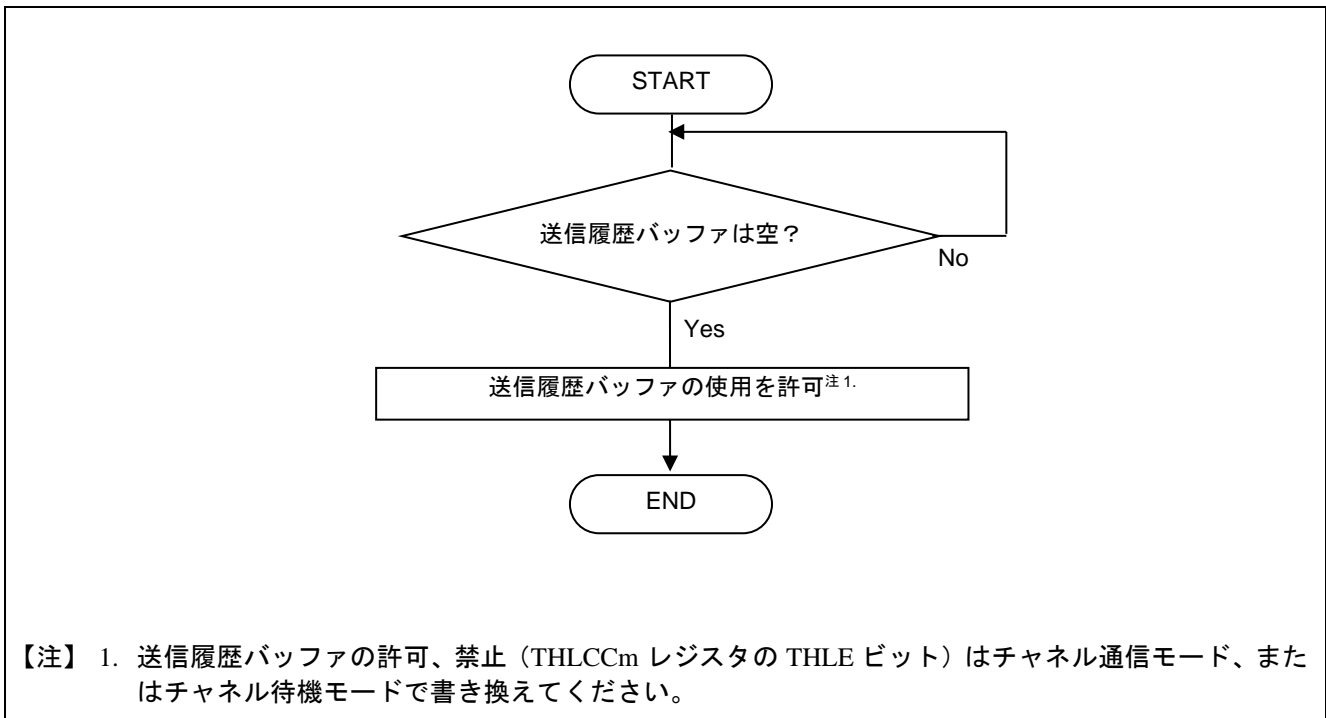 START
送信履歴バッファは空？
No
Yes
送信履歴バッファの使用を許可注 1.
END
【注】 1. 送信履歴バッファの許可、禁止（THLCCm レジスタの THLE ビット）はチャネル通信モード、また
はチャネル待機モードで書き換えてください。